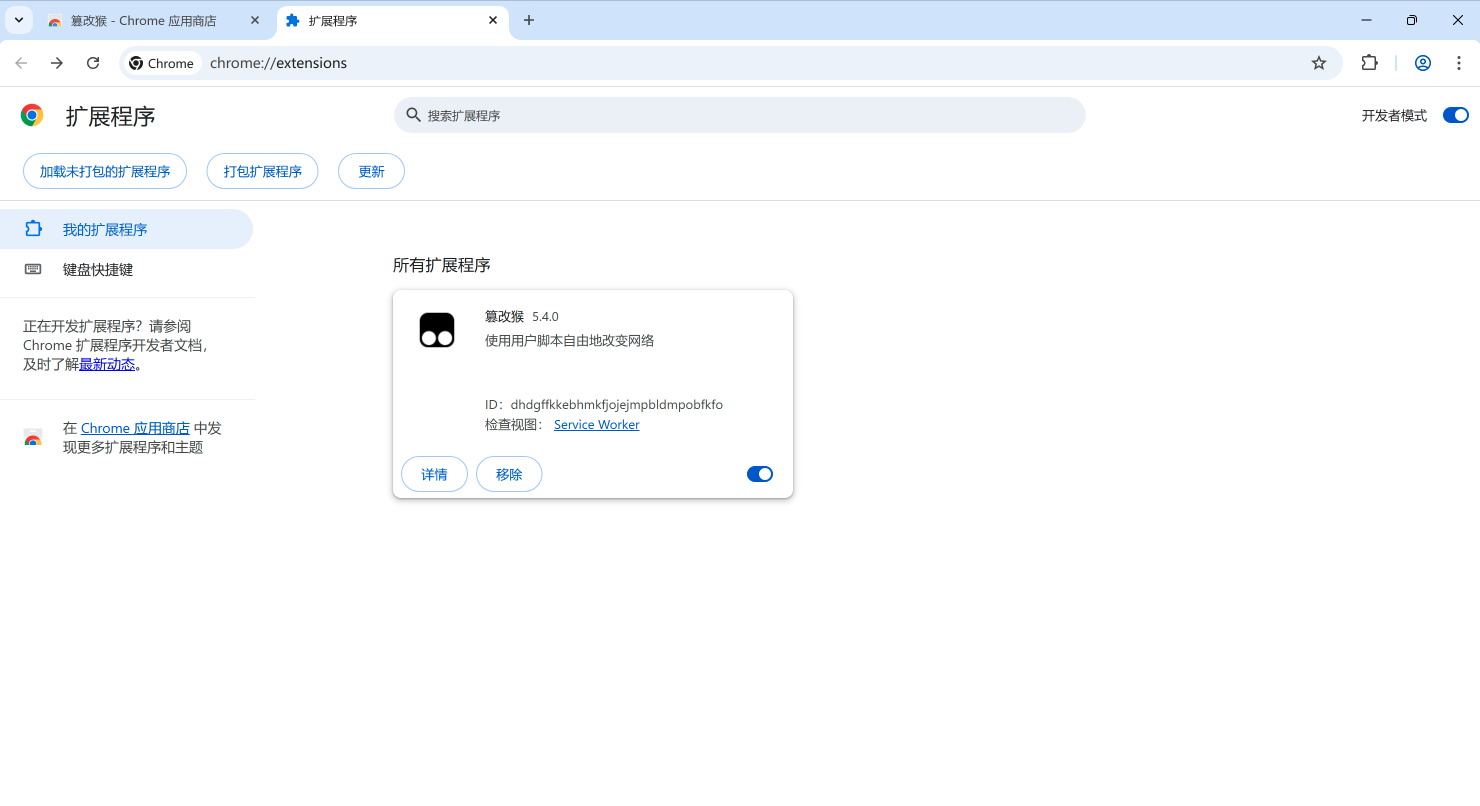 篡改猴 - Chrome 应用商店
扩展程序
Chrome
chrome://extensions
扩展程序
搜索扩展程序
开发者模式
加载未打包的扩展程序
打包扩展程序
更新
我的扩展程序
键盘快捷键
正在开发扩展程序？请参阅
Chrome 扩展程序开发者文档，
及时了解最新动态。
在 Chrome 应用商店 中发
现更多扩展程序和主题
所有扩展程序
篡改猴 5.4.0
使用用户脚本自由地改变网络
ID：dhdgffkkebhmkfjojejmpbldmpobfkfo
检查视图： Service Worker
详情
移除